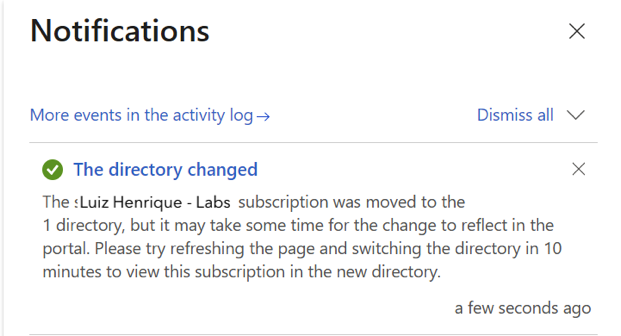 Notifications
More events in the activity log→
Dismiss all
The directory changed
The Luiz Henrique - Labs subscription was moved to the
1 directory, but it may take some time for the change to reflect in the
portal. Please try refreshing the page and switching the directory in 10
minutes to view this subscription in the new directory.
a few seconds ago